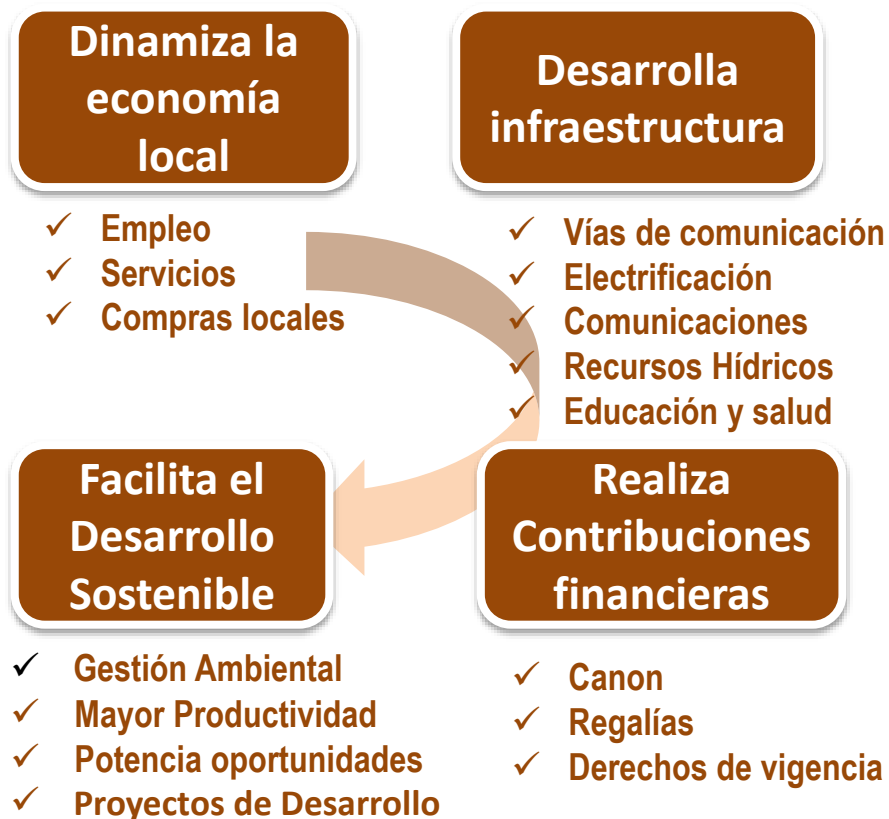 Dinamiza la
economía
local
✓ Empleo
✓ Servicios
✓ Compras locales
Desarrolla
infraestructura
✓ Vías de comunicación
✓ Electrificación
✓ Comunicaciones
✓ Recursos Hídricos
✓ Educación y salud
Facilita el
Desarrollo
Sostenible
✓ Gestión Ambiental
✓ Mayor Productividad
✓ Potencia oportunidades
✓ Proyectos de Desarrollo
Realiza
Contribuciones
financieras
✓ Canon
✓ Regalías
✓ Derechos de vigencia